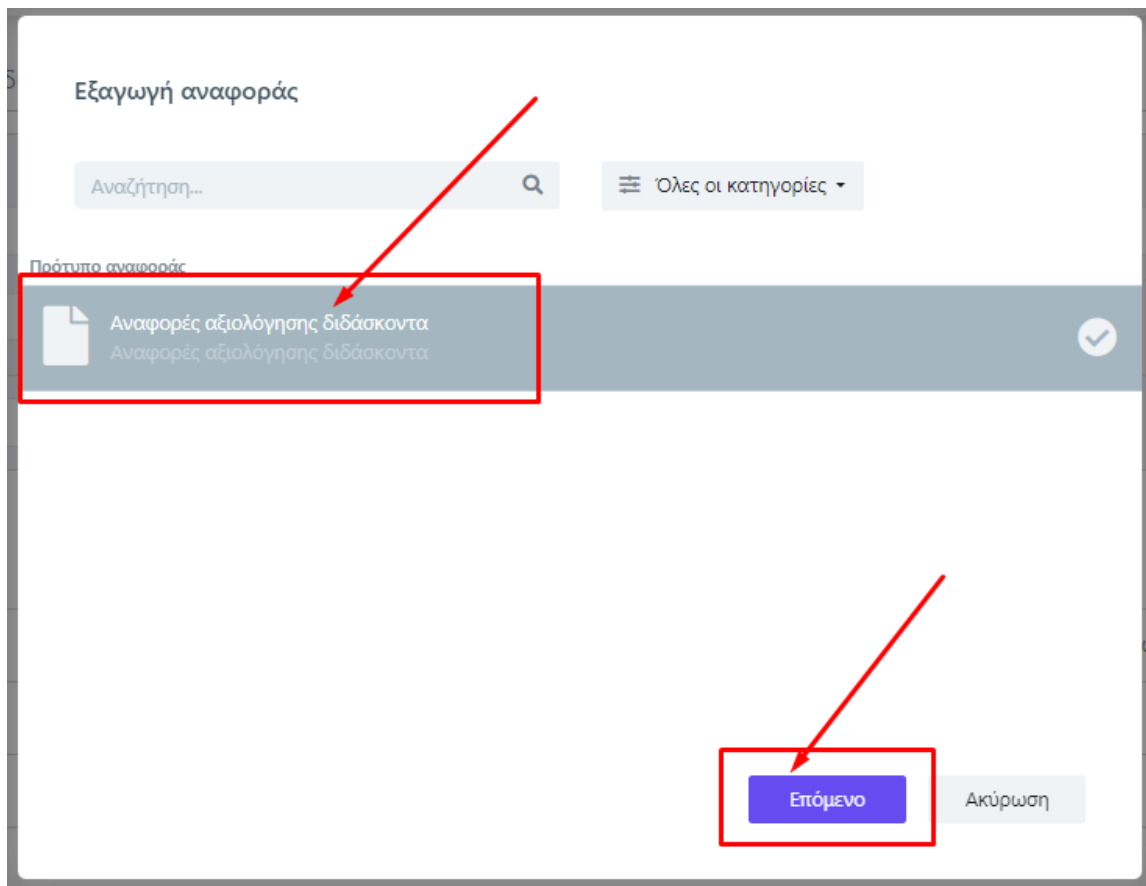 Εξαγωγή αναφοράς
Αναζήτηση...
Όλες οι κατηγορίες
Πρότυπο αναφοράς
Αναφορές αξιολόγησης διδάσκοντα
Αναφορές αξιολόγησης διδάσκοντα
Επόμενο
Ακύρωση